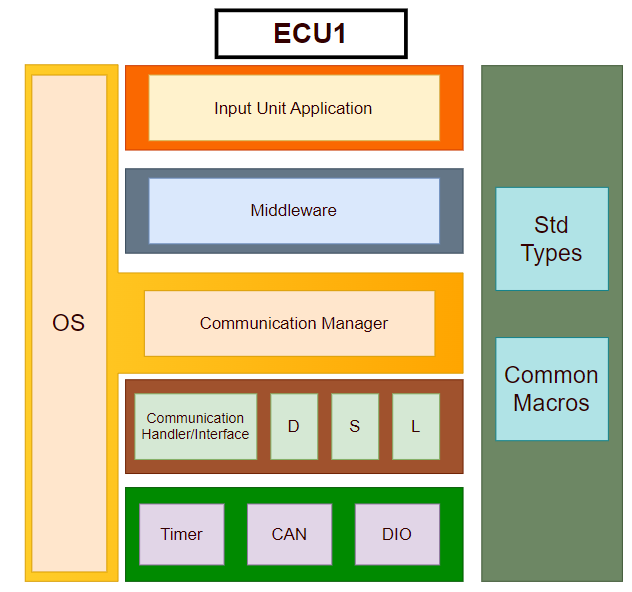 ECU1
OS
Input Unit Application
Middleware
Communication Manager
Communication
Handler/Interface
D
S
L
Timer
CAN
DIO
Std
Types
Common
Macros